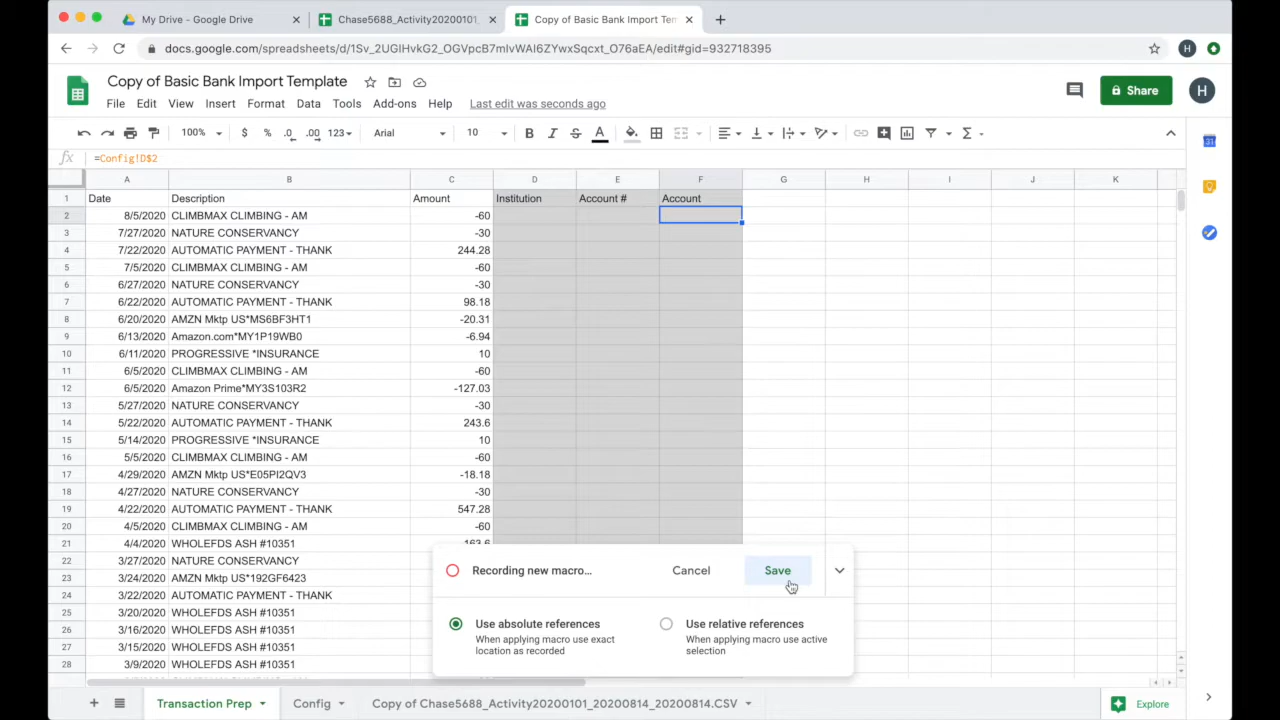 My Drive - Google Drive
Chase5688_Activity20200101_
Copy of Basic Bank Import Tem
docs.google.com/spreadsheets/d/1Sv_2UGIHvkG2_OGVpcB7mIvWAI6ZYwxSqcxt_O76aEA/edit#gid=932718395
H
Copy of Basic Bank Import Template
File Edit View Insert Format Data Tools Add-ons Help Last edit was seconds ago
Share
H
100% $ % .0 .00 123 Arial 10 B I S A
fx =Config!D$2
31
A B C D E F G H I J K
1 Date Description Amount Institution Account # Account
2 8/5/2020 CLIMBMAX CLIMBING - AM -60
3 7/27/2020 NATURE CONSERVANCY -30
4 7/22/2020 AUTOMATIC PAYMENT - THANK 244.28
5 7/5/2020 CLIMBMAX CLIMBING - AM -60
6 6/27/2020 NATURE CONSERVANCY -30
7 6/22/2020 AUTOMATIC PAYMENT - THANK 98.18
8 6/20/2020 AMZN Mktp US*MS6BF3HT1 -20.31
9 6/13/2020 Amazon.com*MY1P19WB0 -6.94
10 6/11/2020 PROGRESSIVE *INSURANCE 10
11 6/5/2020 CLIMBMAX CLIMBING - AM -60
12 6/5/2020 Amazon Prime*MY3S103R2 -127.03
13 5/27/2020 NATURE CONSERVANCY -30
14 5/22/2020 AUTOMATIC PAYMENT - THANK 243.6
15 5/14/2020 PROGRESSIVE *INSURANCE 10
16 5/5/2020 CLIMBMAX CLIMBING - AM -60
17 4/29/2020 AMZN Mktp US*E05PI2QV3 -18.18
18 4/27/2020 NATURE CONSERVANCY -30
19 4/22/2020 AUTOMATIC PAYMENT - THANK 547.28
20 4/5/2020 CLIMBMAX CLIMBING - AM -60
21 4/4/2020 WHOLEFDS ASH #10351 -163.6
22 3/27/2020 NATURE CONSERVANCY
23 3/24/2020 AMZN Mktp US*192GF6423
24 3/22/2020 AUTOMATIC PAYMENT - THANK
25 3/20/2020 WHOLEFDS ASH #10351
26 3/16/2020 WHOLEFDS ASH #10351
27 3/15/2020 WHOLEFDS ASH #10351
28 3/9/2020 WHOLEFDS ASH #10351
Recording new macro... Cancel Save
Use absolute references
When applying macro use exact
location as recorded
Use relative references
When applying macro use active
selection
Transaction Prep Config Copy of Chase5688_Activity20200101_20200814_20200814.CSV
Explore